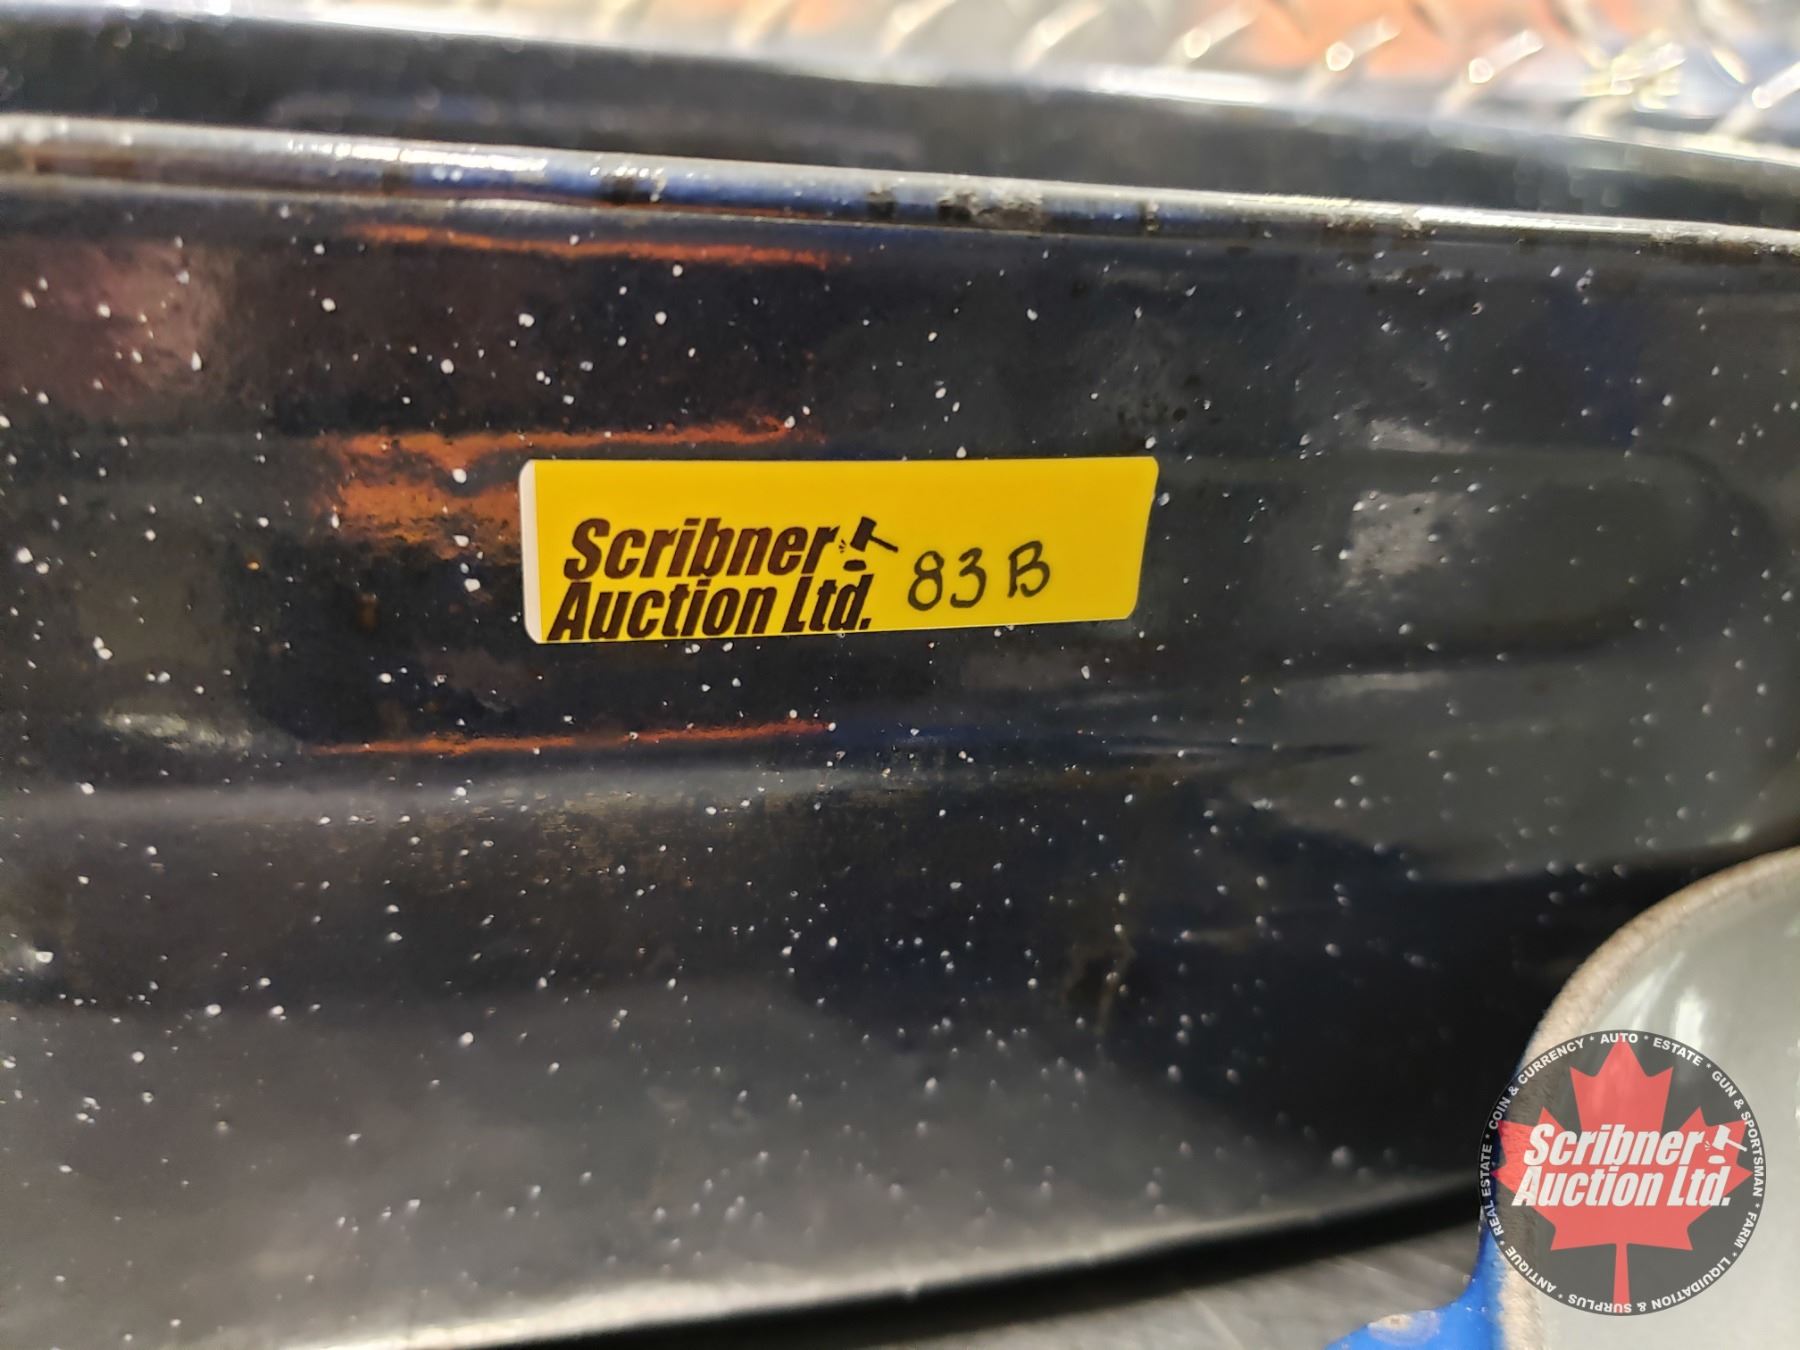 Scribner
Auction Ltd. 83B
COIN & CURRENCY * AUTO * ESTATE * GUN & SPORTSMAN * FARM * LIQUIDATION & SURPLUS * ANTIQUE * REAL ESTATE *
Scribner
Auction Ltd.